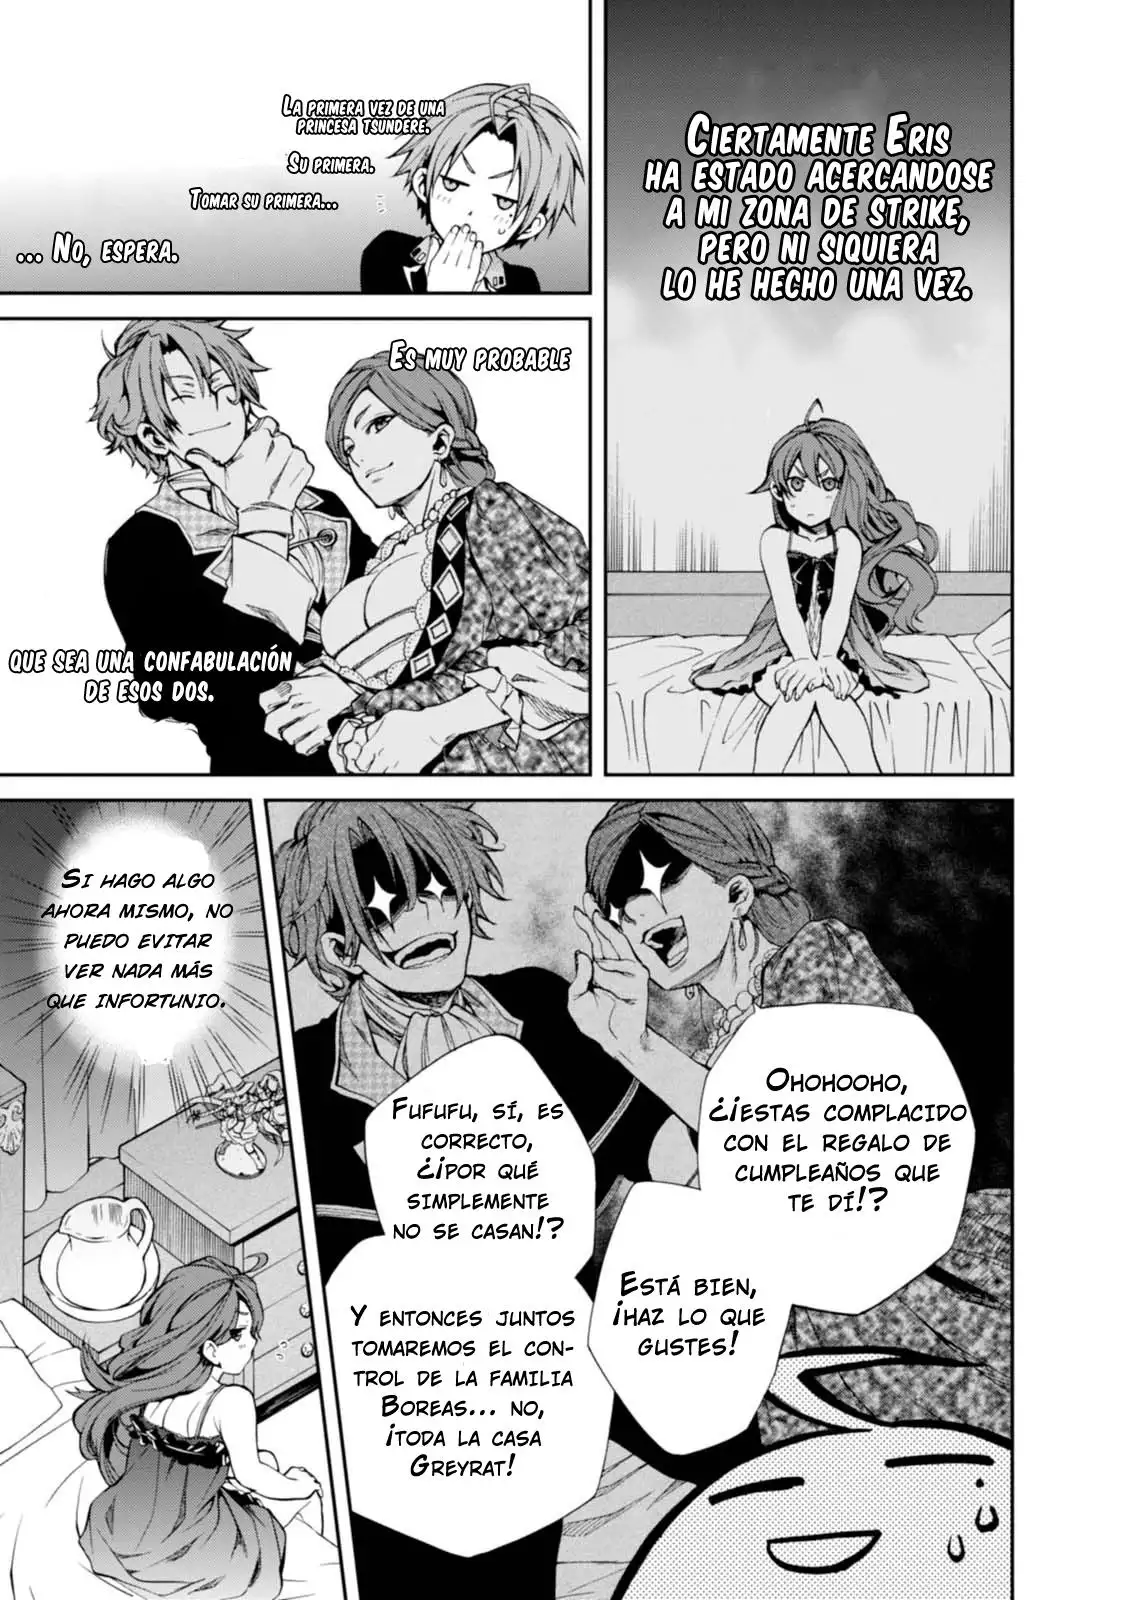 Ciertamente Eris
ha estado acercandose
a mi zona de strike,
pero ni siquiera
lo he hecho una vez.
La primera vez de una
princesa tsundere.
Su primera.
Tomar su primera...
... No, espera.
Es muy probable
que sea una confabulación
de esos dos.
Ohohooho,
¿¡estas complacido
con el regalo de
cumpleaños que
te dí!?
Está bien,
¡haz lo que
gustes!
Fufufu, sí, es
correcto,
¿¡por qué
simplemente
no se casan!?
Y entonces juntos
tomaremos el con-
trol de la familia
Boreas... no,
¡toda la casa
Greyrat!
Si hago algo
ahora mismo, no
puedo evitar
ver nada más
que infortunio.